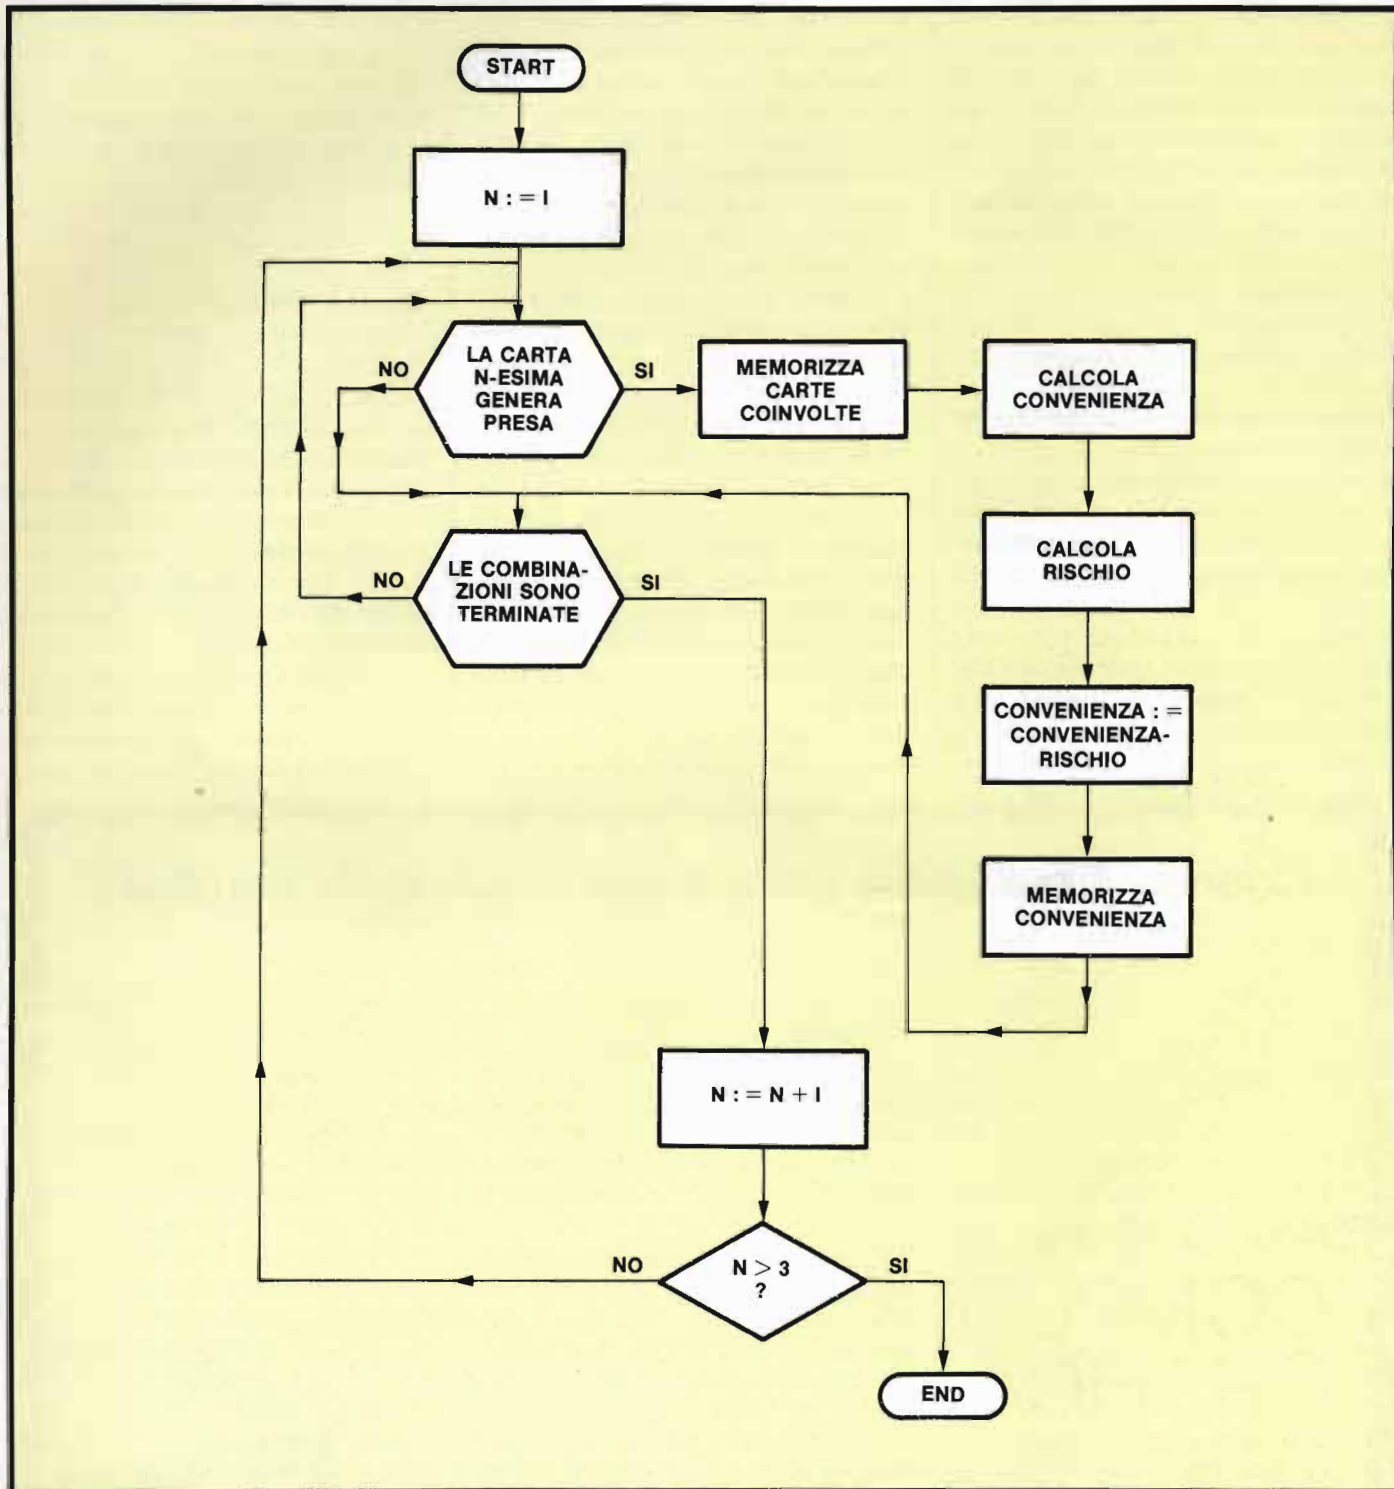 START
N : = I
LA CARTA
N-ESIMA
GENERA
PRESA
NO
SI
MEMORIZZA
CARTE
COINVOLTE
CALCOLA
CONVENIENZA
CALCOLA
RISCHIO
CONVENIENZA : =
CONVENIENZA-
RISCHIO
MEMORIZZA
CONVENIENZA
LE COMBINA-
ZIONI SONO
TERMINATE
NO
SI
N : = N + I
N > 3
?
NO
SI
END